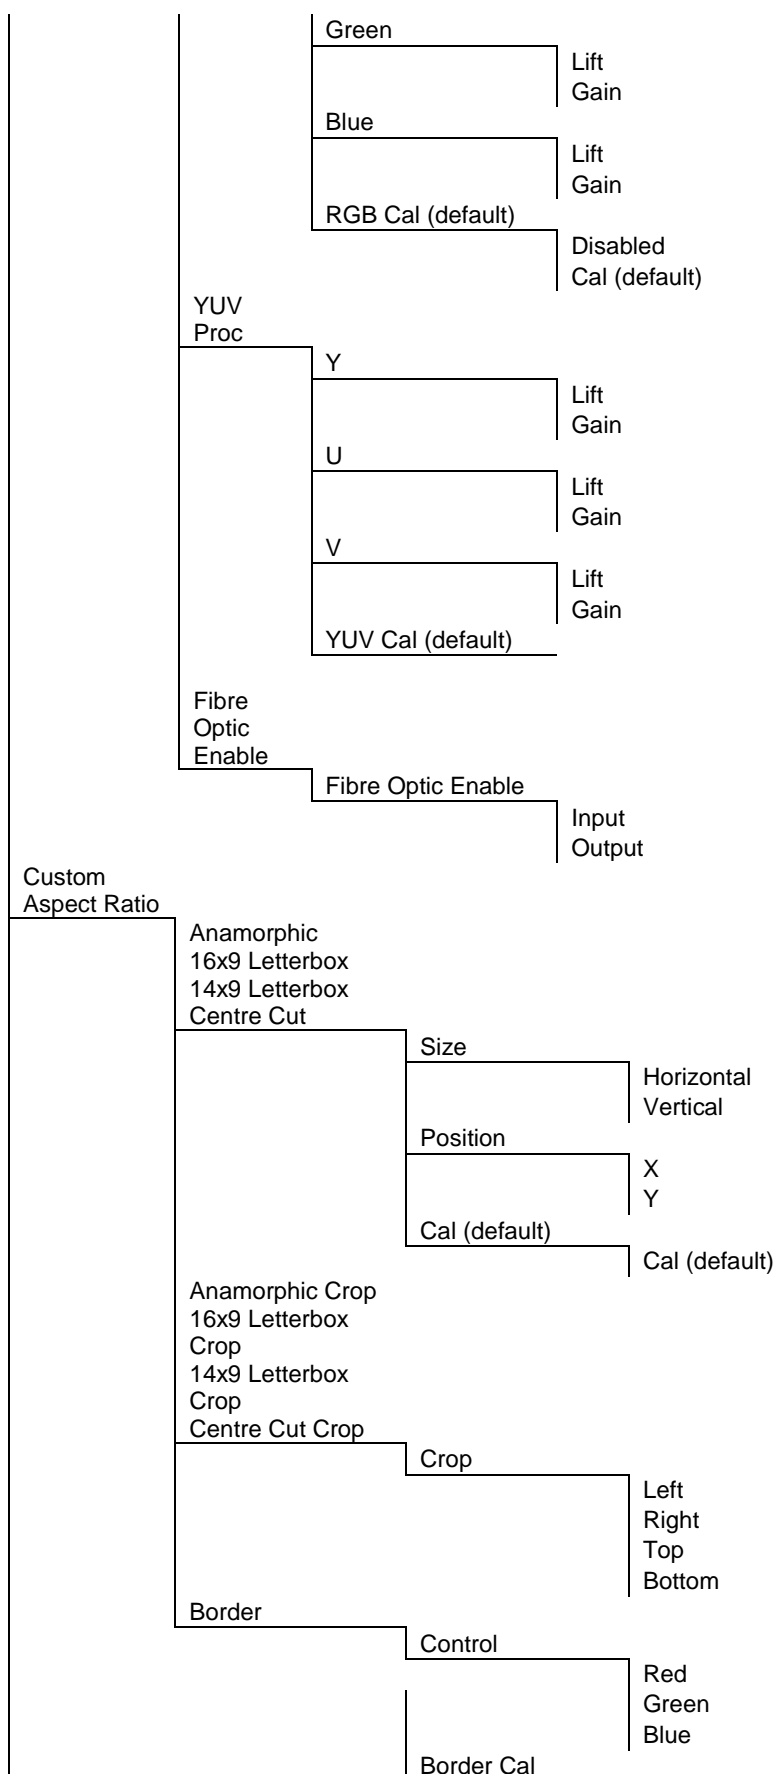 Green
Lift
Gain
Blue
Lift
Gain
RGB Cal (default)
Disabled
Cal (default)
YUV
Proc
Y
Lift
Gain
U
Lift
Gain
V
Lift
Gain
YUV Cal (default)
Fibre
Optic
Enable
Fibre Optic Enable
Input
Output
Custom
Aspect Ratio
Anamorphic
16x9 Letterbox
14x9 Letterbox
Centre Cut
Size
Horizontal
Vertical
Position
X
Y
Cal (default)
Cal (default)
Anamorphic Crop
16x9 Letterbox
Crop
14x9 Letterbox
Crop
Centre Cut Crop
Crop
Left
Right
Top
Bottom
Border
Control
Red
Green
Blue
Border Cal